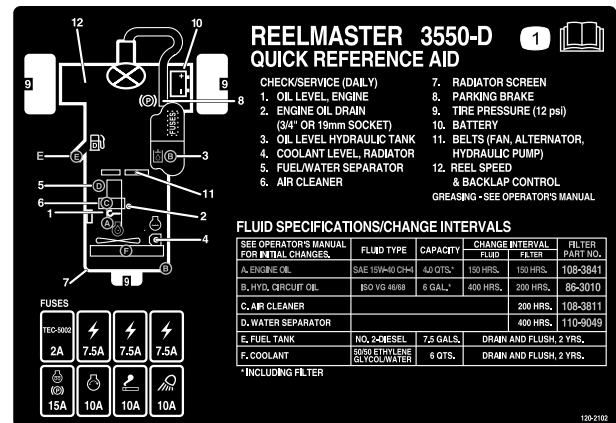 REELMASTER 3550-D
1
QUICK REFERENCE AID
CHECK/SERVICE (DAILY)
1. OIL LEVEL, ENGINE
2. ENGINE OIL DRAIN
(3/4" OR 19mm SOCKET)
3. OIL LEVEL HYDRAULIC TANK
4. COOLANT LEVEL, RADIATOR
5. FUEL/WATER SEPARATOR
6. AIR CLEANER
7. RADIATOR SCREEN
8. PARKING BRAKE
9. TIRE PRESSURE (12 psi)
10. BATTERY
11. BELTS (FAN, ALTERNATOR,
HYDRAULIC PUMP)
12. REEL SPEED
& BACKLAP CONTROL
GREASING - SEE OPERATOR'S MANUAL
12
10
9
9
(P)
8
FUSES
D
E
E
B
3
5
D
11
6
C
1
2
A
4
F
7
B
9
FLUID SPECIFICATIONS/CHANGE INTERVALS
SEE OPERATOR'S MANUAL FOR INITIAL CHANGES. FLUID TYPE CAPACITY CHANGE INTERVAL FLUID FILTER FILTER PART NO.
A. ENGINE OIL SAE 15W-40 CH-4 4.0 QTS.* 150 HRS. 150 HRS. 108-3841
B. HYD. CIRCUIT OIL ISO VG 46/68 6 GAL.* 400 HRS. 200 HRS. 86-3010
C. AIR CLEANER 200 HRS. 108-3811
D. WATER SEPARATOR 400 HRS. 110-9049
E. FUEL TANK NO. 2-DIESEL 7.5 GALS. DRAIN AND FLUSH, 2 YRS.
F. COOLANT 50/50 ETHYLENE GLYCOL/WATER 6 QTS. DRAIN AND FLUSH, 2 YRS.
* INCLUDING FILTER
FUSES
TEC-5002
2A 7.5A 7.5A 7.5A
(P)
15A 10A 10A 10A
120-2102